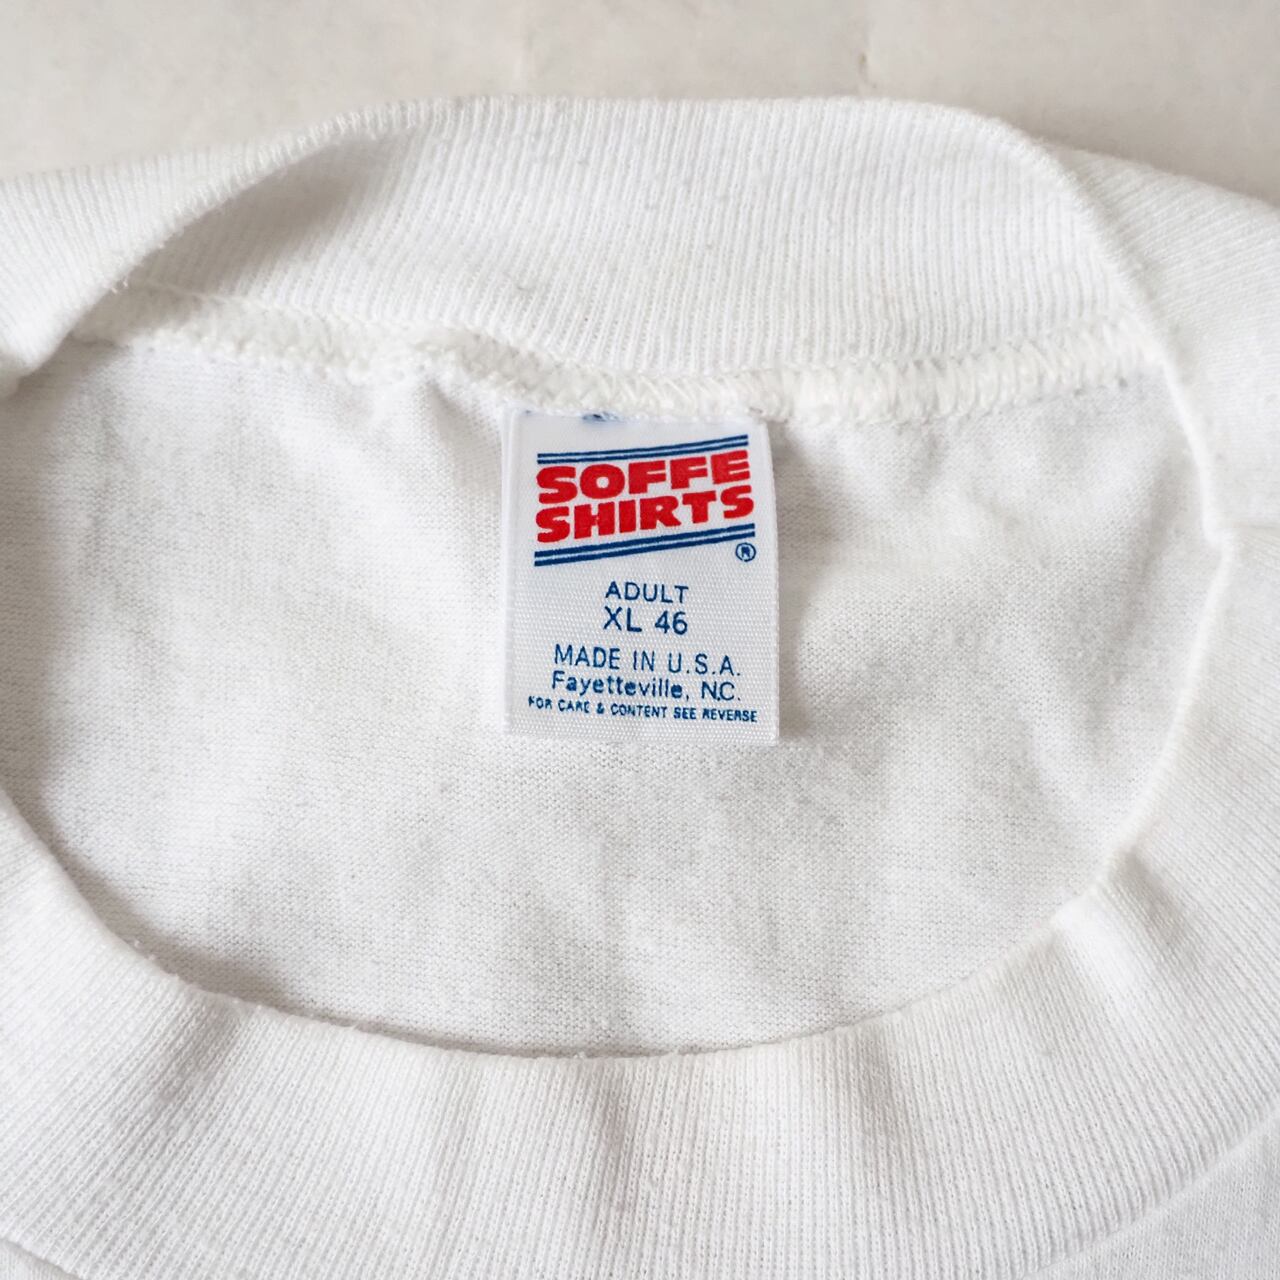 SOFFE
SHIRTS
®
ADULT
XL 46
MADE IN U.S.A.
Fayetteville, N.C.
FOR CARE & CONTENT SEE REVERSE